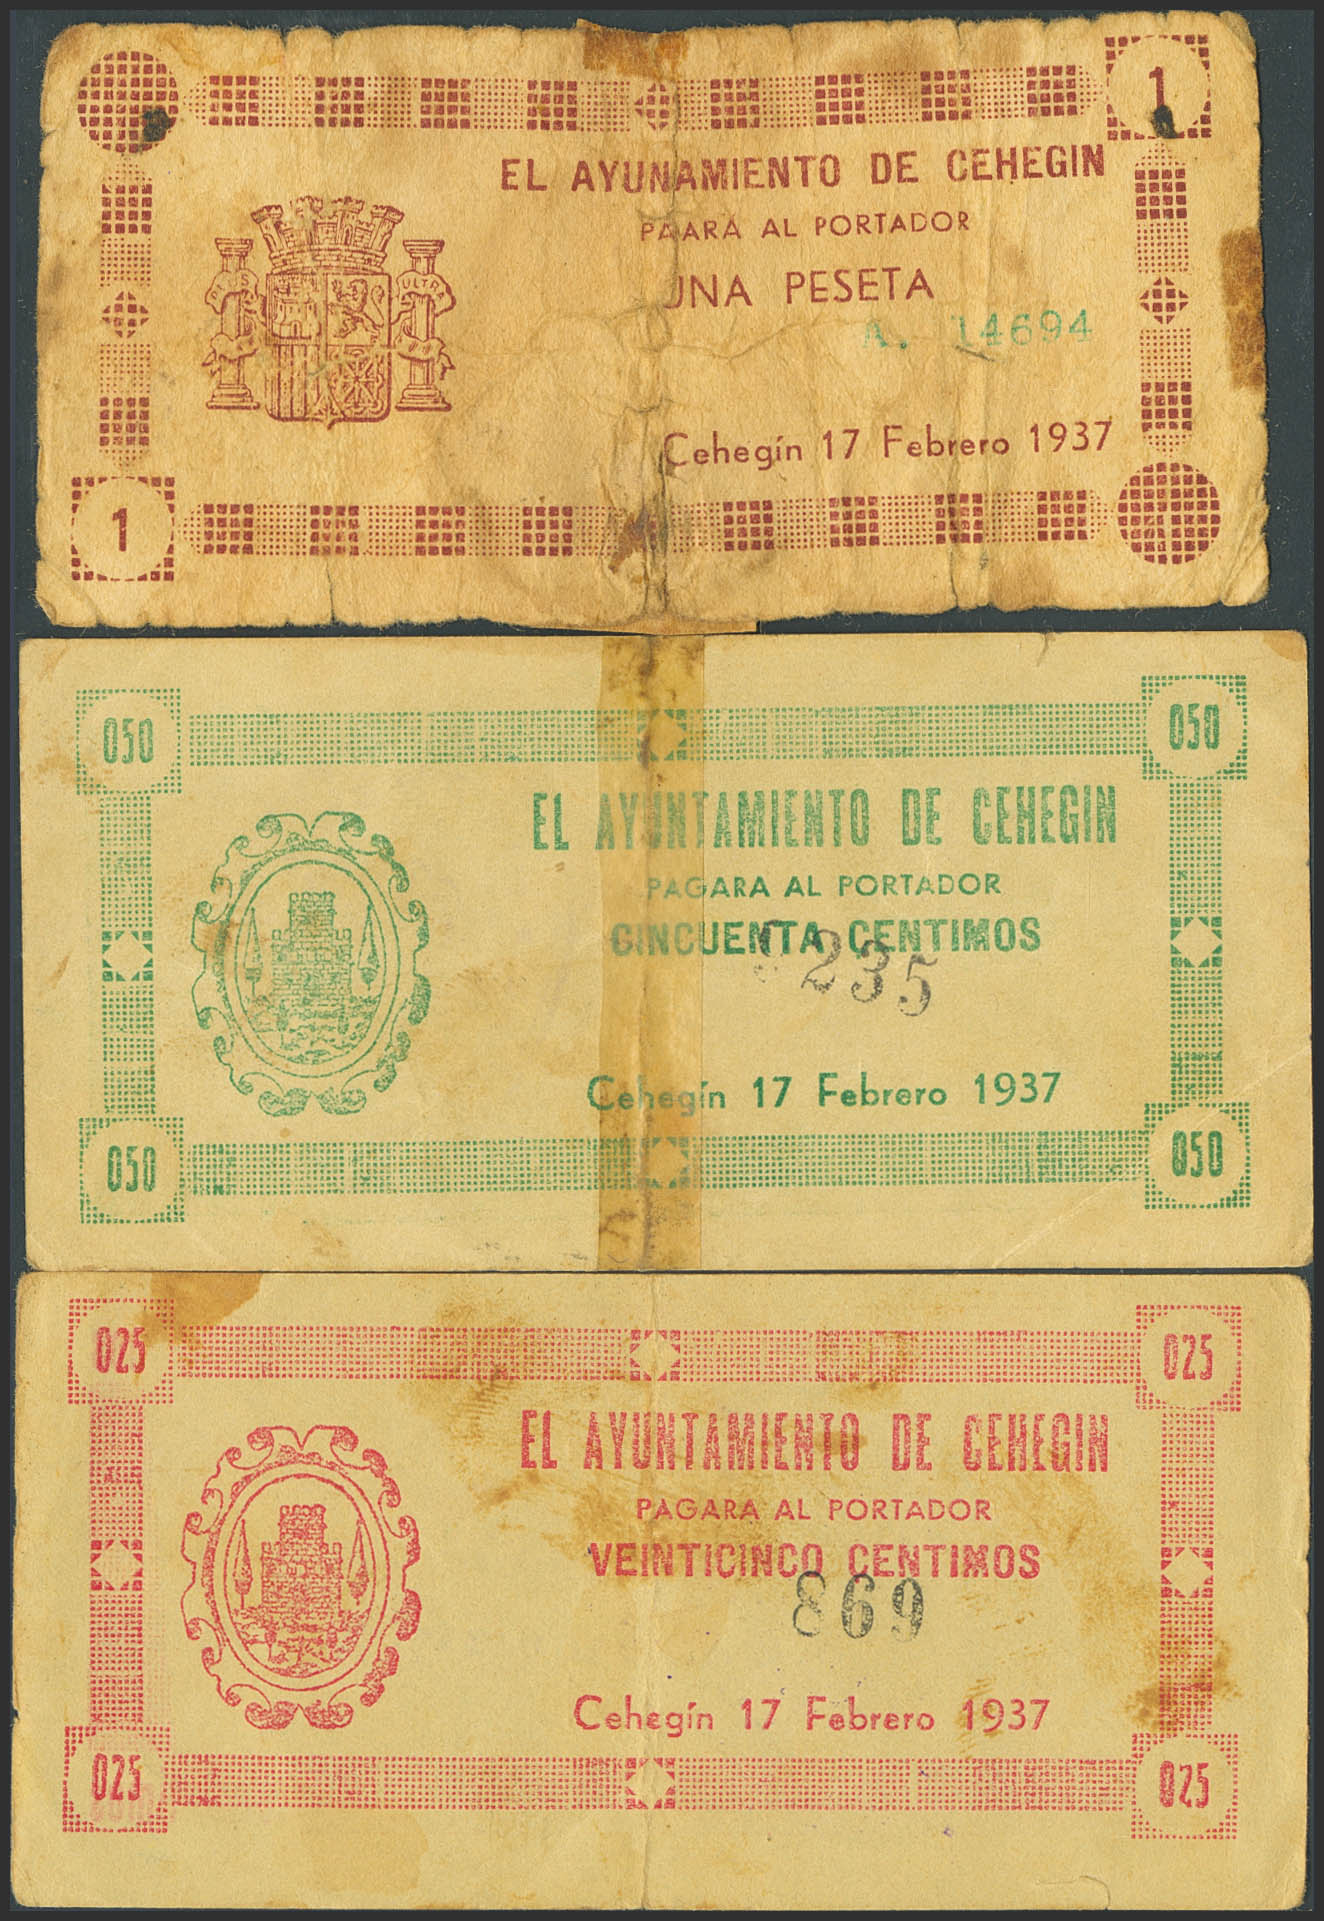 1
EL AYUNAMIENTO DE CEHEGIN
PAARA AL PORTADOR
UNA PESETA
A. 14694
PLUS ULTRA
Cehegín 17 Febrero 1937
1
050
050
EL AYUNTAMIENTO DE CEHEGIN
PAGARA AL PORTADOR
CINCUENTA CENTIMOS
235
Cehegín 17 Febrero 1937
050
050
025
025
EL AYUNTAMIENTO DE CEHEGIN
PAGARA AL PORTADOR
VEINTICINCO CENTIMOS
869
Cehegín 17 Febrero 1937
025
025